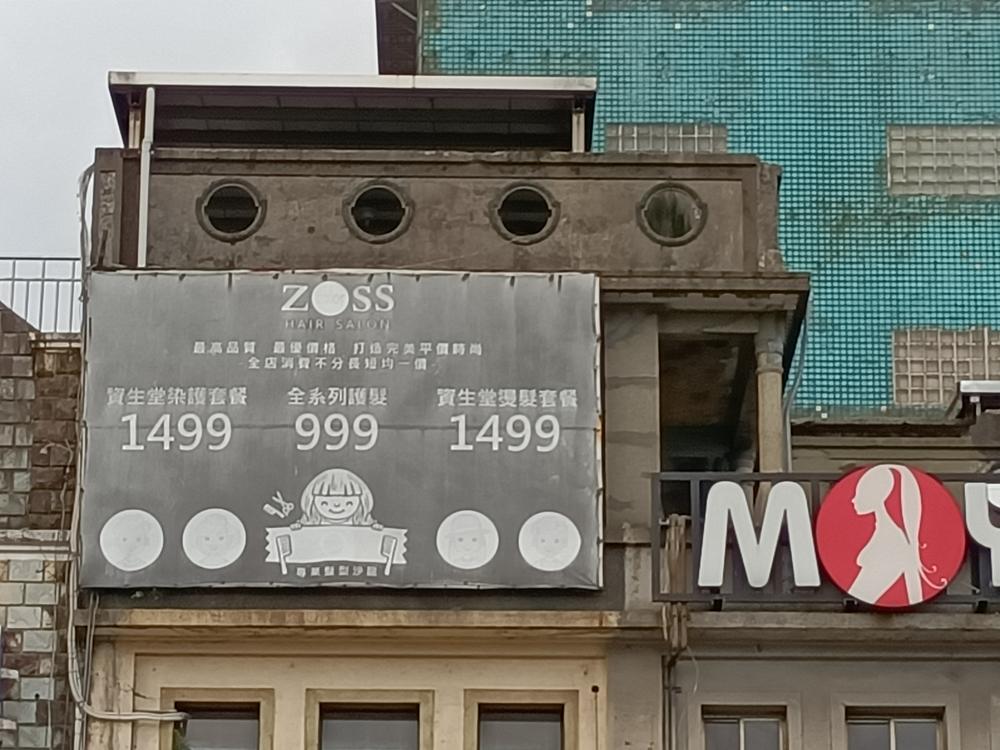 ZOSS
HAIR SALON
最高品質 最優價格 打造完美平價時尚
全店消費不分長短均一價
資生堂染護套餐 全系列護髮 資生堂燙髮套餐
1499 999 1499
專業髮型沙龍
MOY